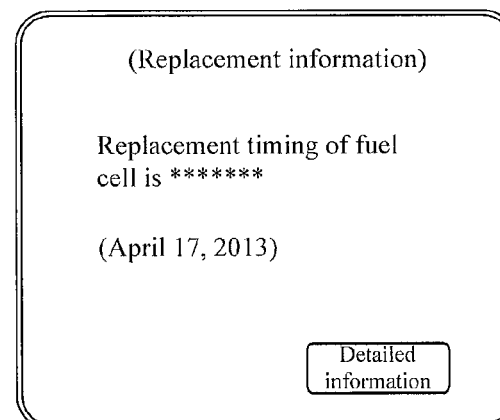 (Replacement information)
Replacement timing of fuel
cell is *******
(April 17, 2013)
Detailed
information